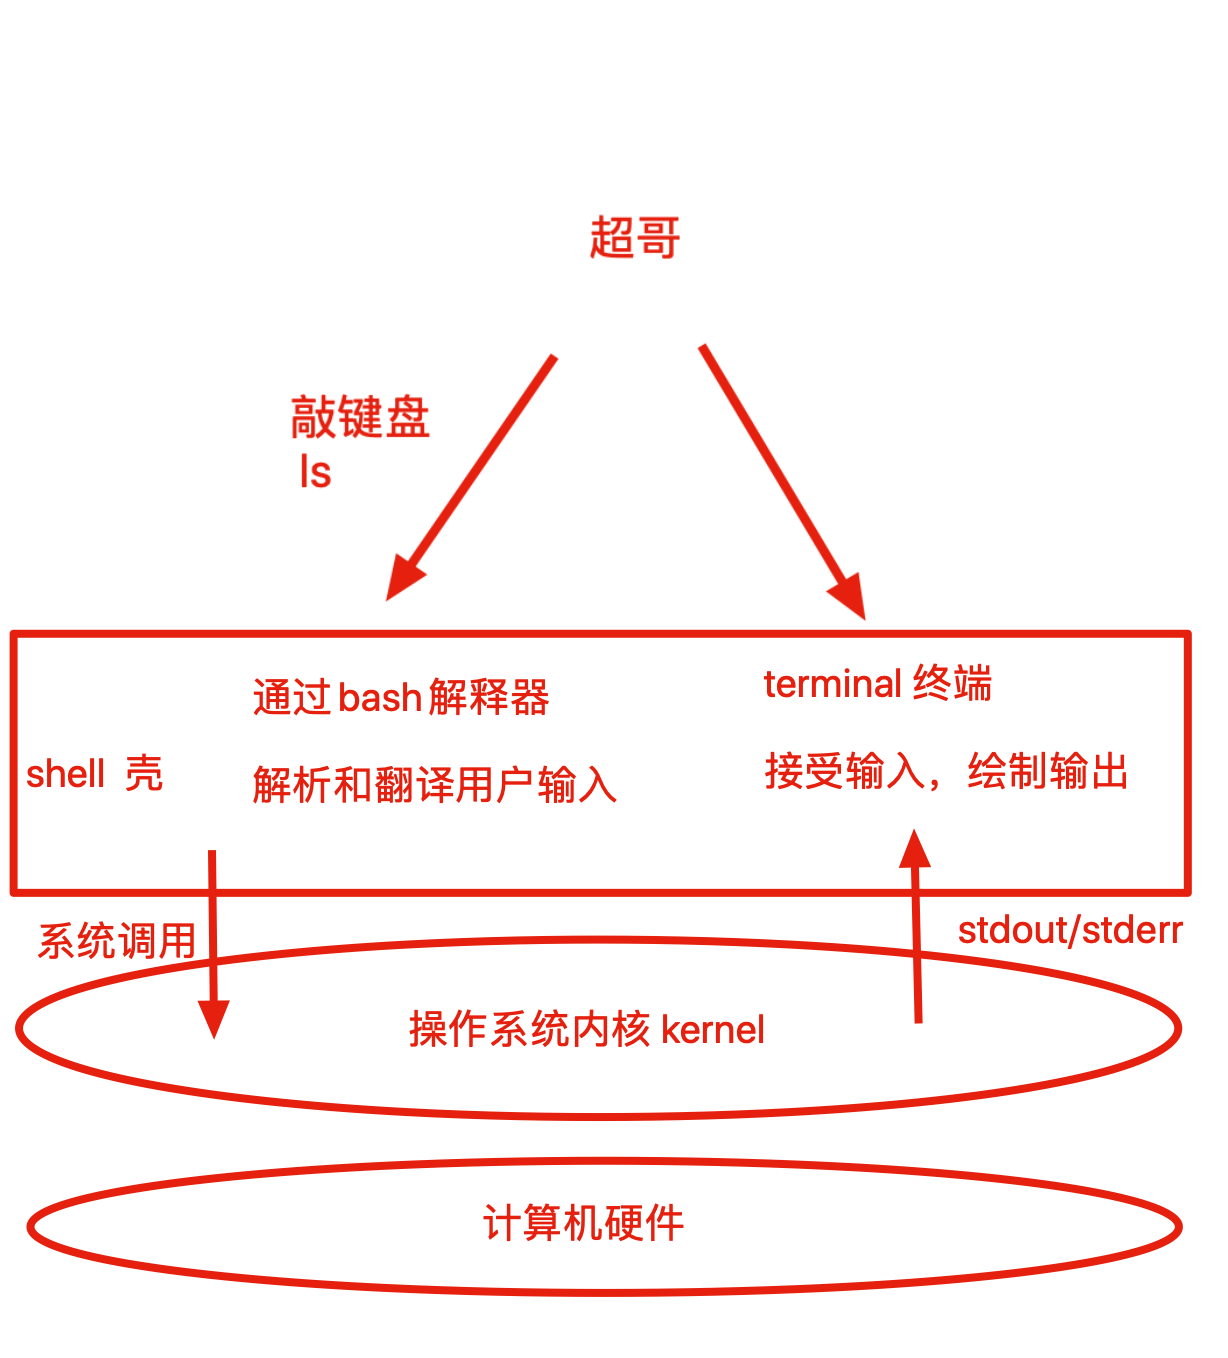 超哥
敲键盘
ls
通过bash解释器
terminal 终端
shell 壳
解析和翻译用户输入
接受输入，绘制输出
系统调用
stdout/stderr
操作系统内核 kernel
计算机硬件